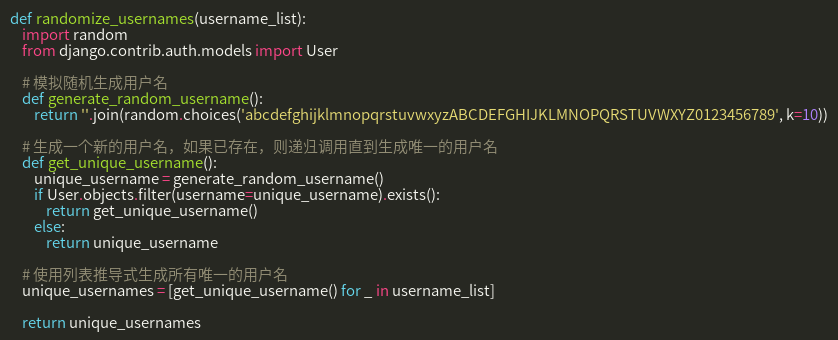 def randomize_usernames(username_list):
    import random
    from django.contrib.auth.models import User

    # 模拟随机生成用户名
    def generate_random_username():
        return ''.join(random.choices('abcdefghijklmnopqrstuvwxyzABCDEFGHIJKLMNOPQRSTUVWXYZ0123456789', k=10))

    # 生成一个新的用户名，如果已存在，则递归调用直到生成唯一的用户名
    def get_unique_username():
        unique_username = generate_random_username()
        if User.objects.filter(username=unique_username).exists():
            return get_unique_username()
        else:
            return unique_username

    # 使用列表推导式生成所有唯一的用户名
    unique_usernames = [get_unique_username() for _ in username_list]

    return unique_usernames